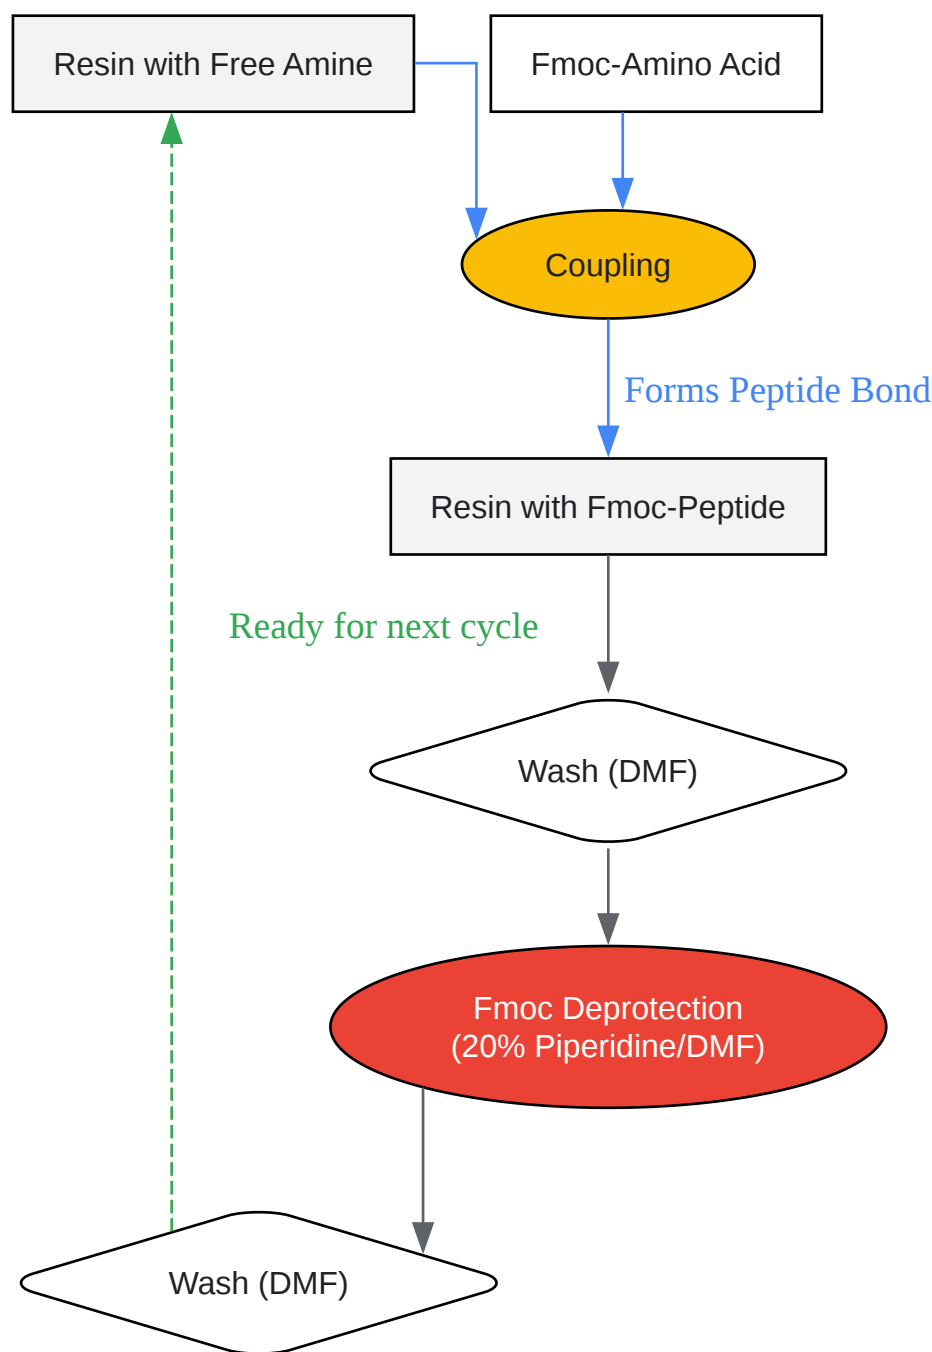 Resin with Free Amine
Fmoc-Amino Acid
Coupling
Forms Peptide Bond
Resin with Fmoc-Peptide
Ready for next cycle
Wash (DMF)
Fmoc Deprotection
(20% Piperidine/DMF)
Wash (DMF)